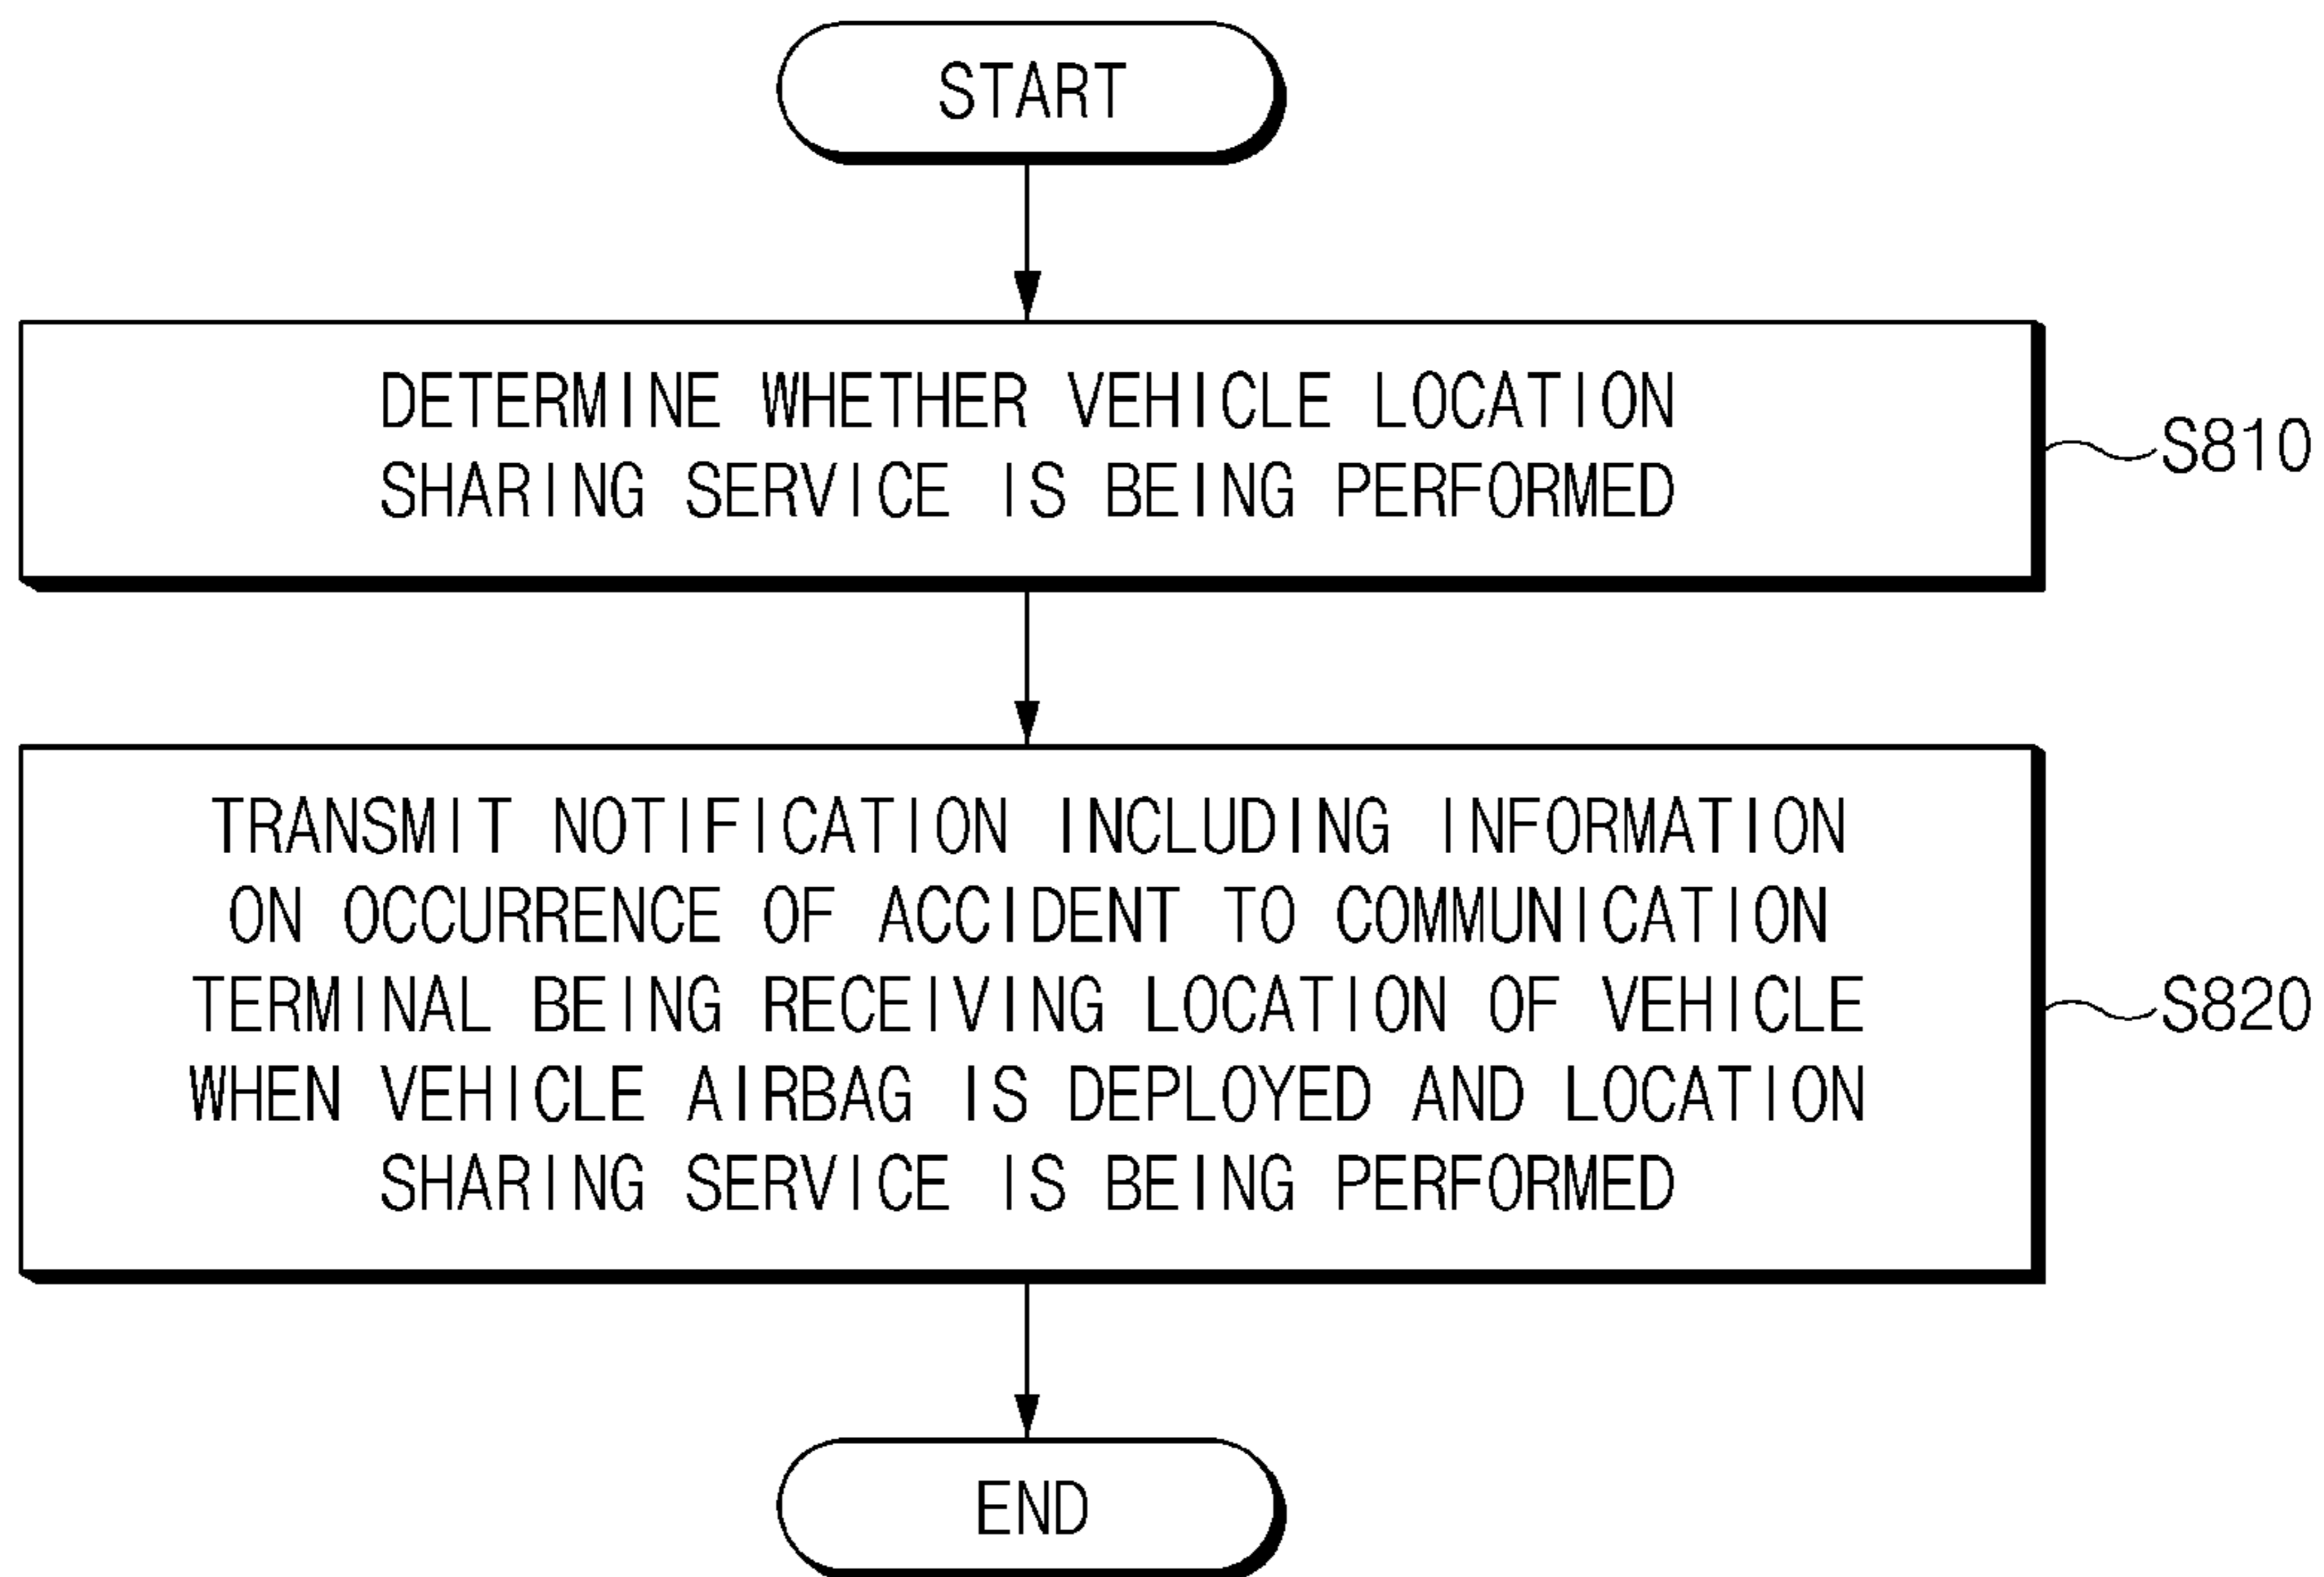 START
DETERMINE WHETHER VEHICLE LOCATION
SHARING SERVICE IS BEING PERFORMED
S810
TRANSMIT NOTIFICATION INCLUDING INFORMATION
ON OCCURRENCE OF ACCIDENT TO COMMUNICATION
TERMINAL BEING RECEIVING LOCATION OF VEHICLE
WHEN VEHICLE AIRBAG IS DEPLOYED AND LOCATION
SHARING SERVICE IS BEING PERFORMED
S820
END